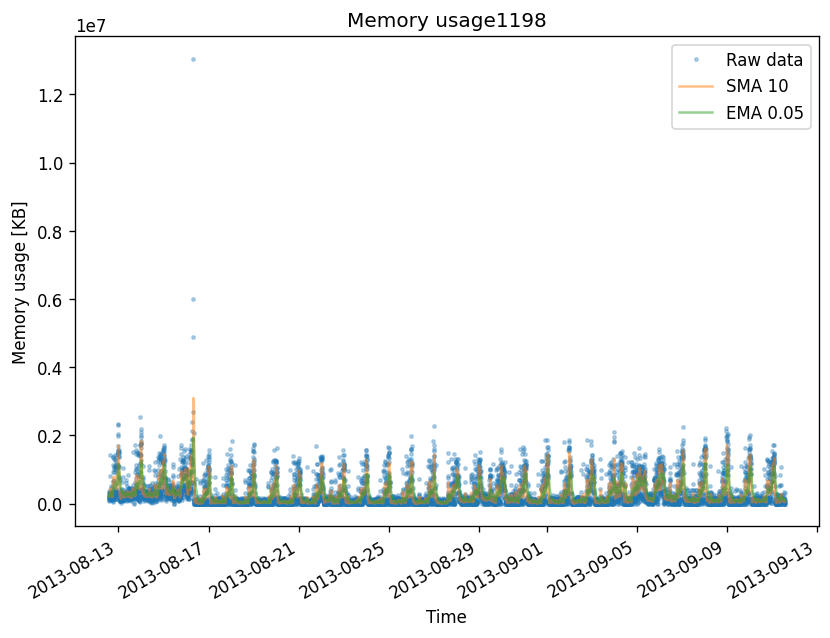 Memory usage1198
1e7
Raw data
SMA 10
EMA 0.05
1.2
1.0
0.8
0.6
0.4
0.2
0.0
Memory usage [KB]
2013-08-13
2013-08-17
2013-08-21
2013-08-25
2013-08-29
2013-09-01
2013-09-05
2013-09-09
2013-09-13
Time